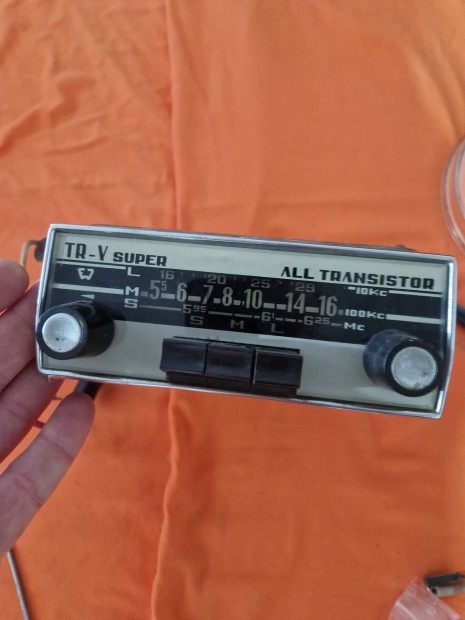 TR-V SUPER
ALL TRANSISTOR
L 16 20 25 29 10Kc
M 5⁵ 6 7 8 10 14 16 100Kc
S 5⁹⁵ 6¹ 6²⁵ Mc
S M L